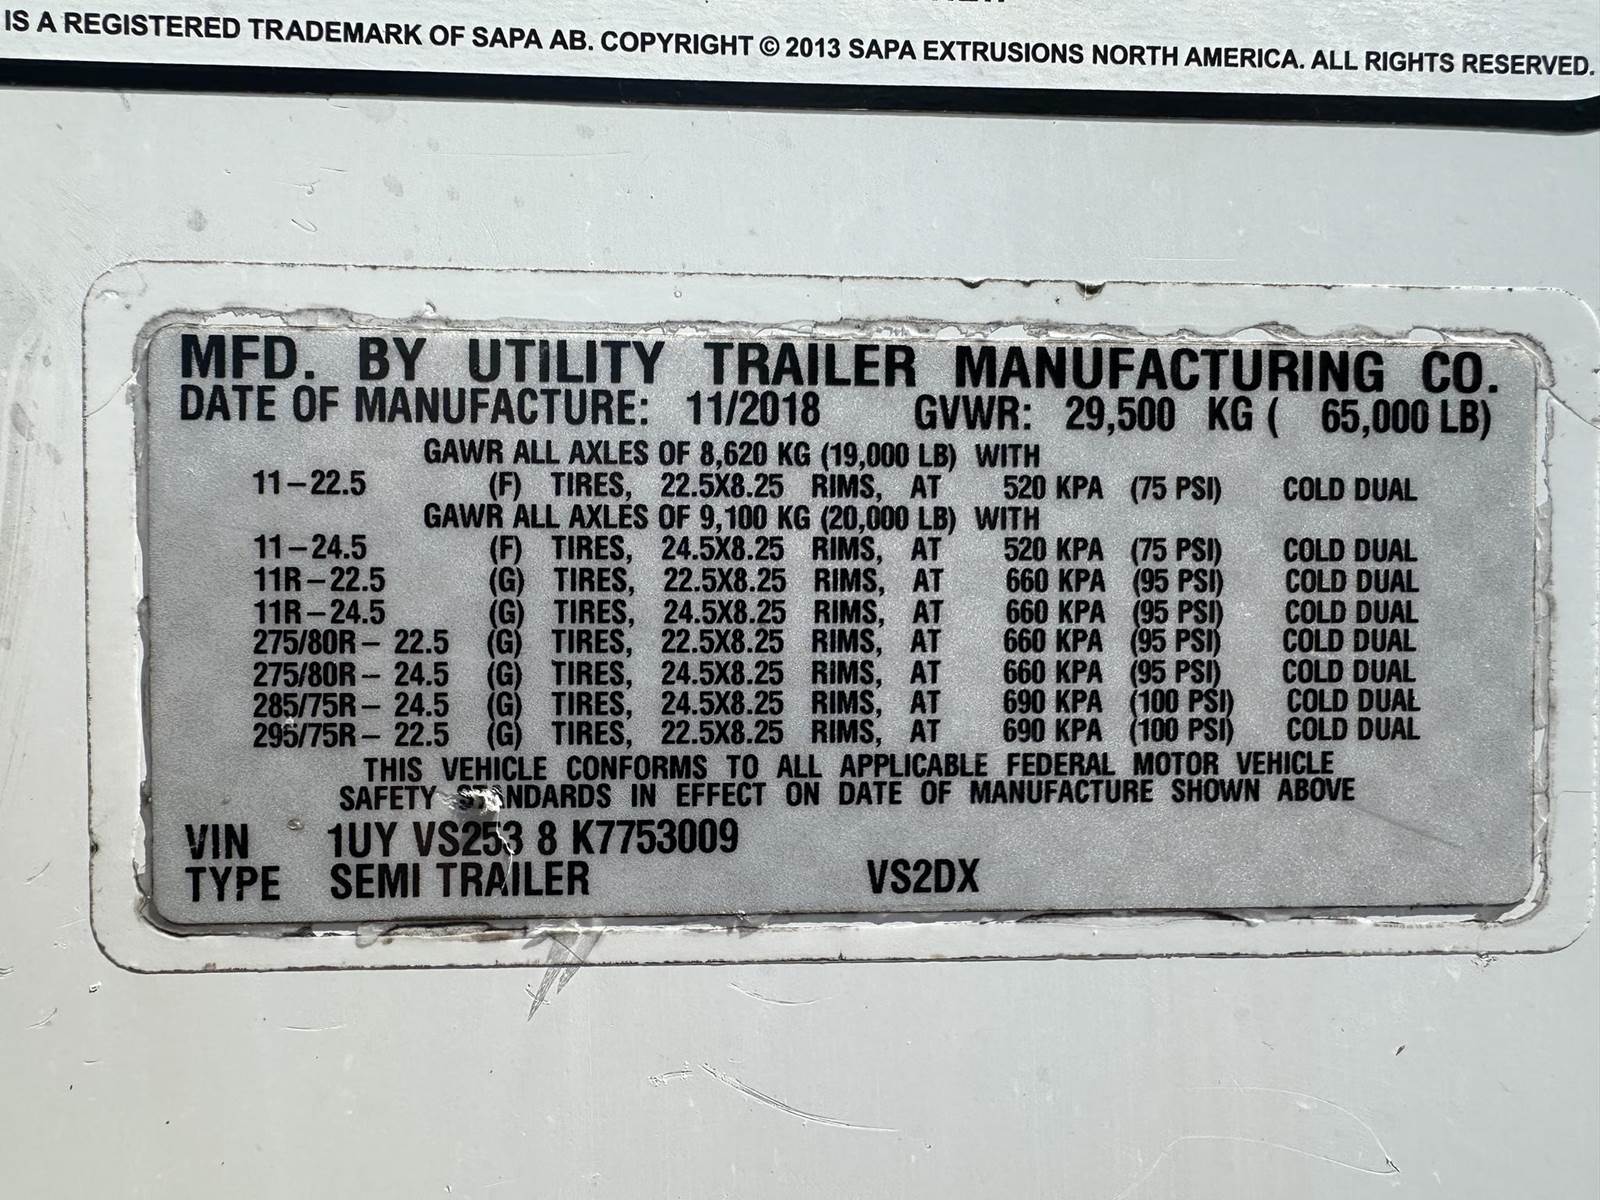 IS A REGISTERED TRADEMARK OF SAPA AB. COPYRIGHT © 2013 SAPA EXTRUSIONS NORTH AMERICA. ALL RIGHTS RESERVED.
MFD. BY UTILITY TRAILER MANUFACTURING CO.
DATE OF MANUFACTURE: 11/2018 GVWR: 29,500 KG ( 65,000 LB)
GAWR ALL AXLES OF 8,620 KG (19,000 LB) WITH
11-22.5 (F) TIRES, 22.5X8.25 RIMS, AT 520 KPA (75 PSI) COLD DUAL
GAWR ALL AXLES OF 9,100 KG (20,000 LB) WITH
11-24.5 (F) TIRES, 24.5X8.25 RIMS, AT 520 KPA (75 PSI) COLD DUAL
11R-22.5 (G) TIRES, 22.5X8.25 RIMS, AT 660 KPA (95 PSI) COLD DUAL
11R-24.5 (G) TIRES, 24.5X8.25 RIMS, AT 660 KPA (95 PSI) COLD DUAL
275/80R- 22.5 (G) TIRES, 22.5X8.25 RIMS, AT 660 KPA (95 PSI) COLD DUAL
275/80R- 24.5 (G) TIRES, 24.5X8.25 RIMS, AT 660 KPA (95 PSI) COLD DUAL
285/75R- 24.5 (G) TIRES, 24.5X8.25 RIMS, AT 690 KPA (100 PSI) COLD DUAL
295/75R- 22.5 (G) TIRES, 22.5X8.25 RIMS, AT 690 KPA (100 PSI) COLD DUAL
THIS VEHICLE CONFORMS TO ALL APPLICABLE FEDERAL MOTOR VEHICLE
SAFETY STANDARDS IN EFFECT ON DATE OF MANUFACTURE SHOWN ABOVE
VIN 1UY VS253 8 K7753009
TYPE SEMI TRAILER VS2DX